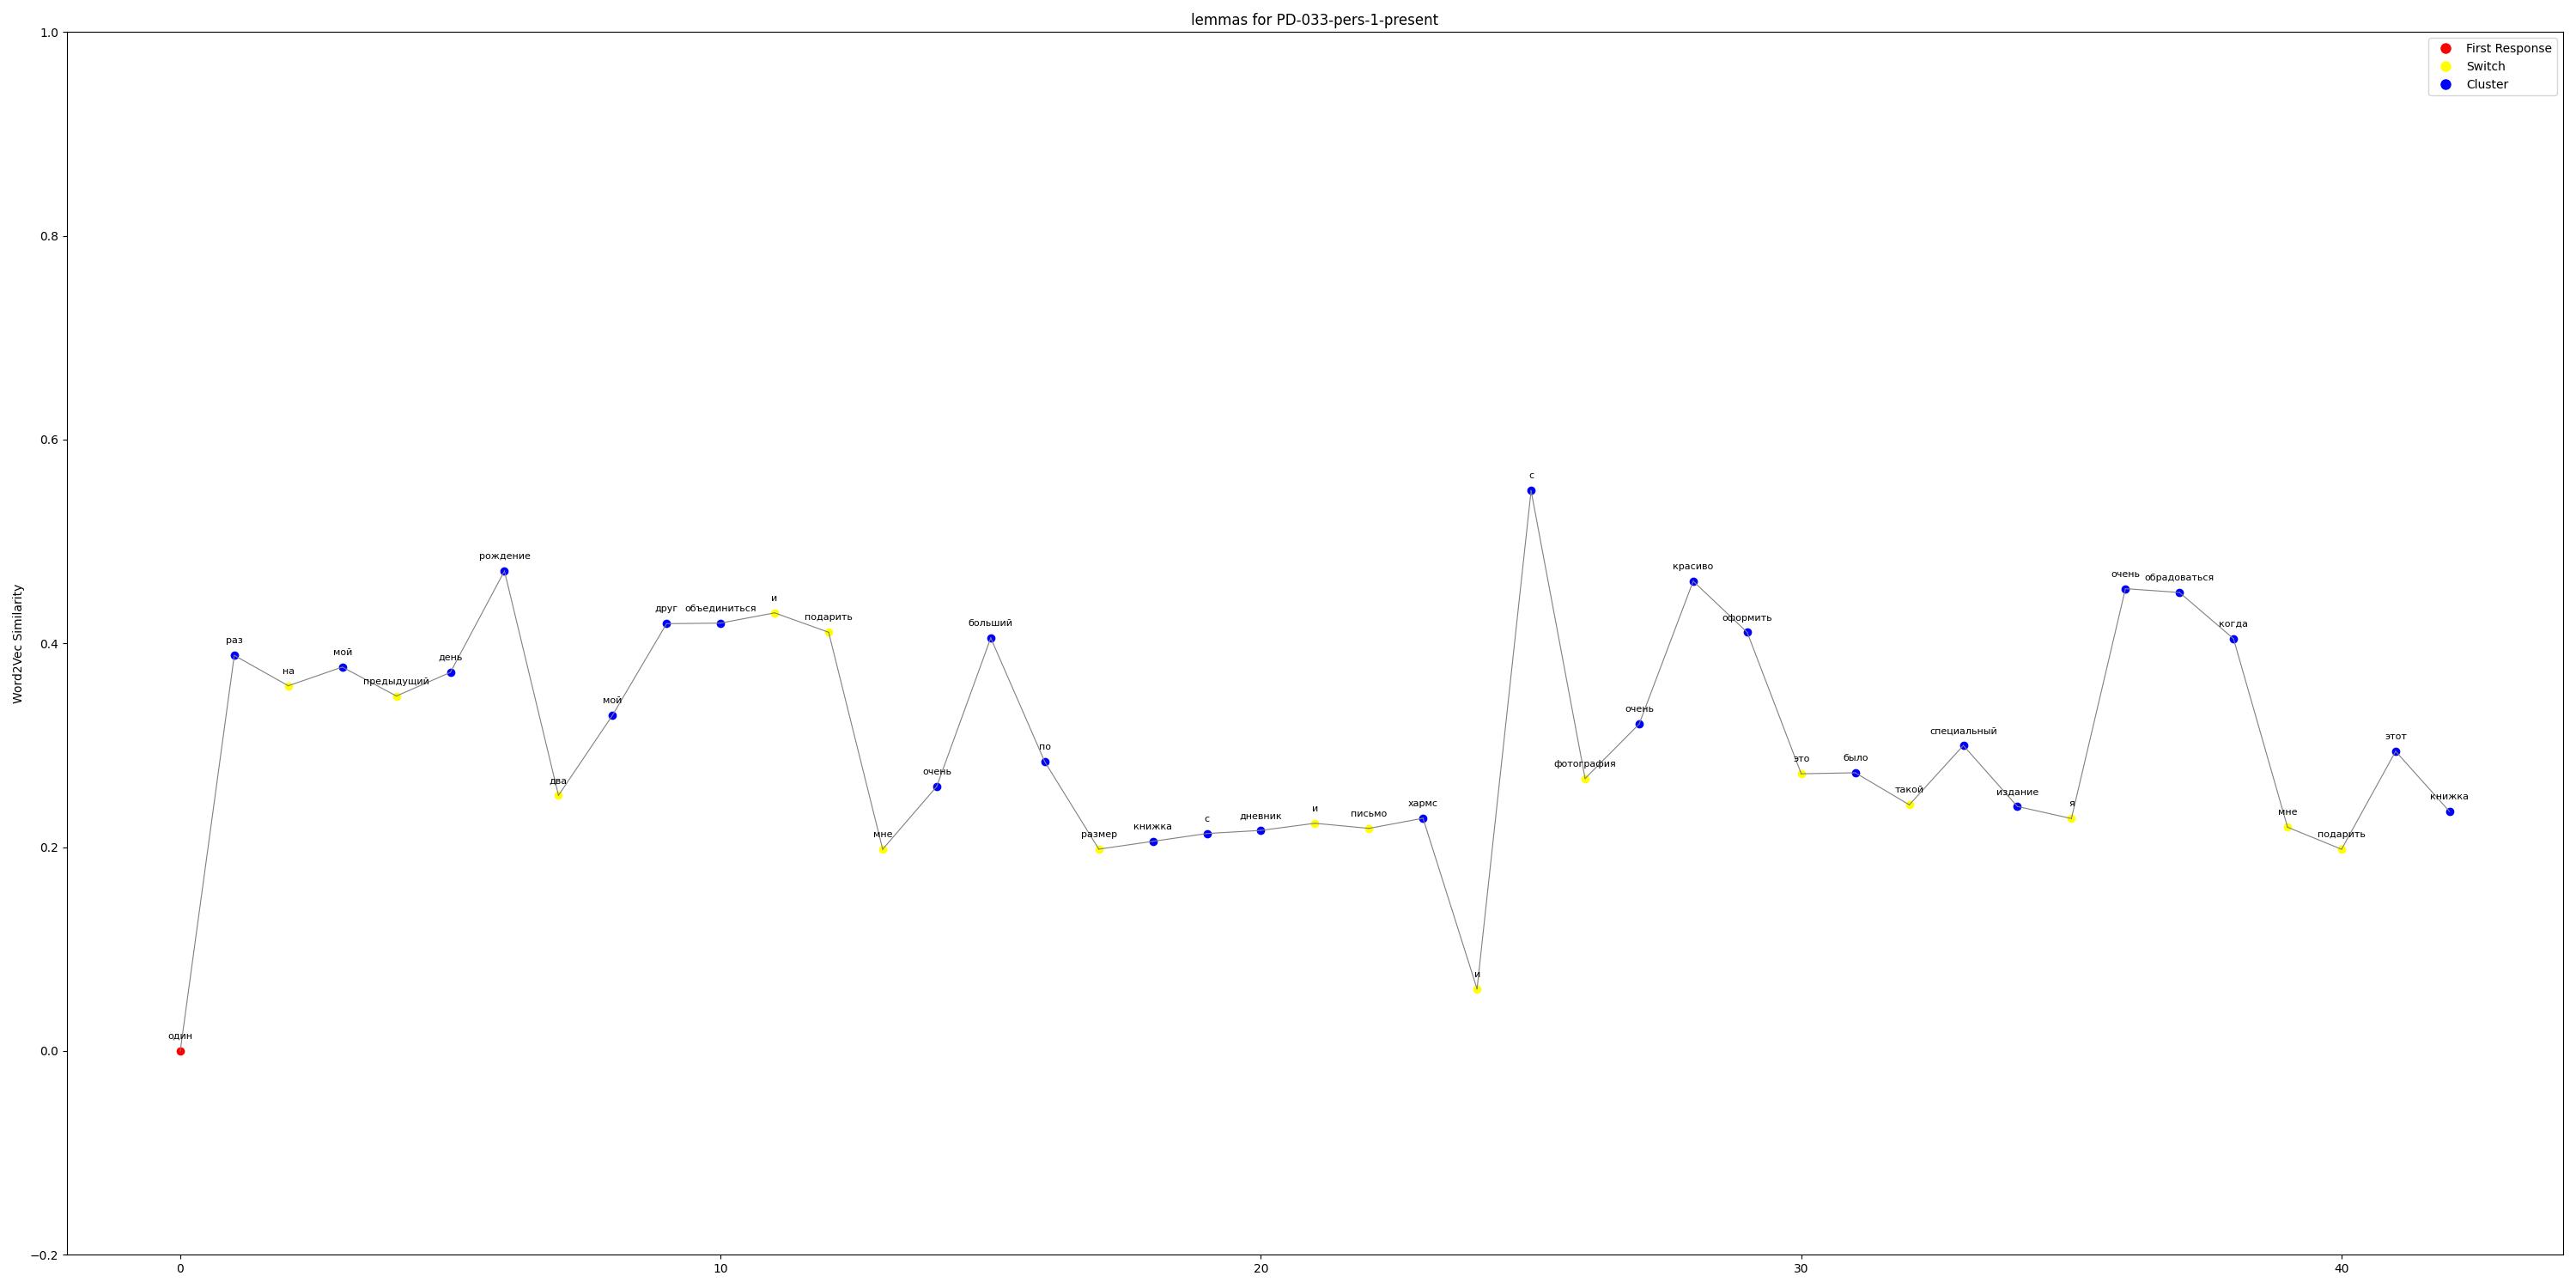 lemmas for PD-033-pers-1-present
1.0
0.8
0.6
0.4
0.2
0.0
−0.2
Word2Vec Similarity
First Response
Switch
Cluster
один
раз
на
мой
предыдущий
день
рождение
два
мой
друг
объединиться
и
подарить
мне
очень
больший
по
размер
книжка
с
дневник
и
письмо
хармс
и
с
фотография
очень
красиво
оформить
это
было
такой
специальный
издание
я
очень
обрадоваться
когда
мне
подарить
этот
книжка
0
10
20
30
40